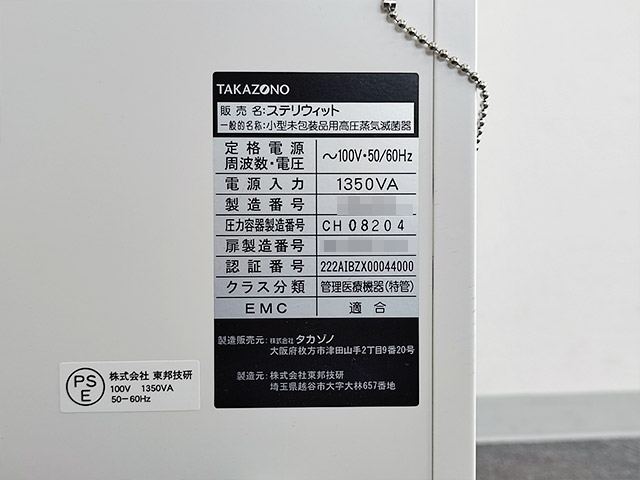 TAKAZONO
販売名：ステリウィット
一般的名称：小型未包装品用高圧蒸気滅菌器
定格電源
周波数・電圧
～100V・50/60Hz
電源入力 1350VA
製造番号
圧力容器製造番号 CH08204
扉製造番号
認証番号 222AIBZX00044000
クラス分類 管理医療機器(特管)
EMC 適合
製造販売元：株式会社 タカゾノ
大阪府枚方市津田山手2丁目9番20号
製造元：株式会社 東邦技研
埼玉県越谷市大字大林657番地
PSE
株式会社 東邦技研
100V 1350VA
50－60Hz